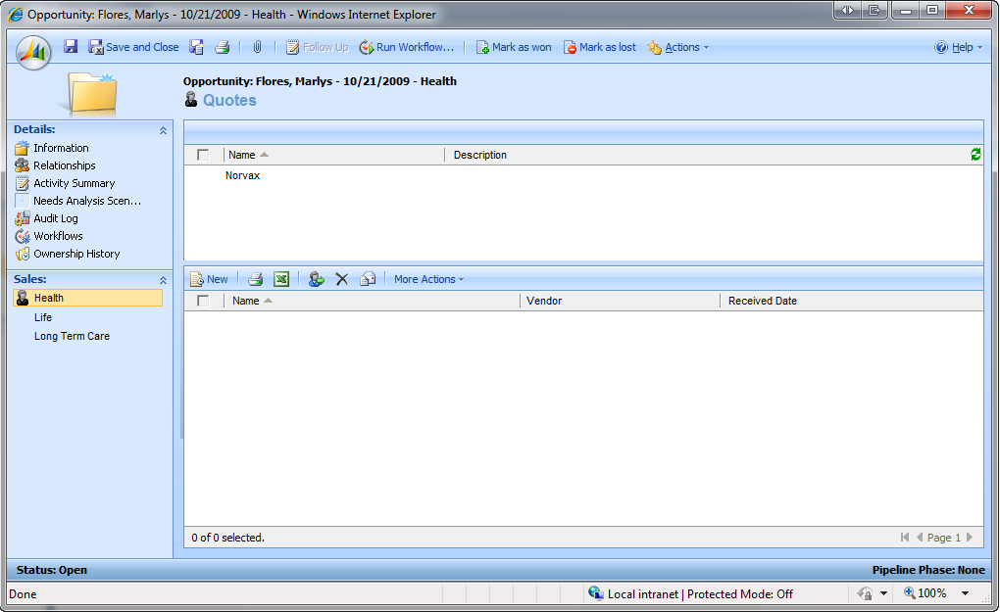 Opportunity: Flores, Marlys - 10/21/2009 - Health - Windows Internet Explorer
Save and Close Follow Up Run Workflow... Mark as won Mark as lost Actions Help
Opportunity: Flores, Marlys - 10/21/2009 - Health
Quotes
Details:
Information
Relationships
Activity Summary
Needs Analysis Scen...
Audit Log
Workflows
Ownership History
Sales:
Health
Life
Long Term Care
Name Description
Norvax
New More Actions
Name Vendor Received Date
0 of 0 selected. Page 1
Status: Open Pipeline Phase: None
Done Local intranet | Protected Mode: Off 100%